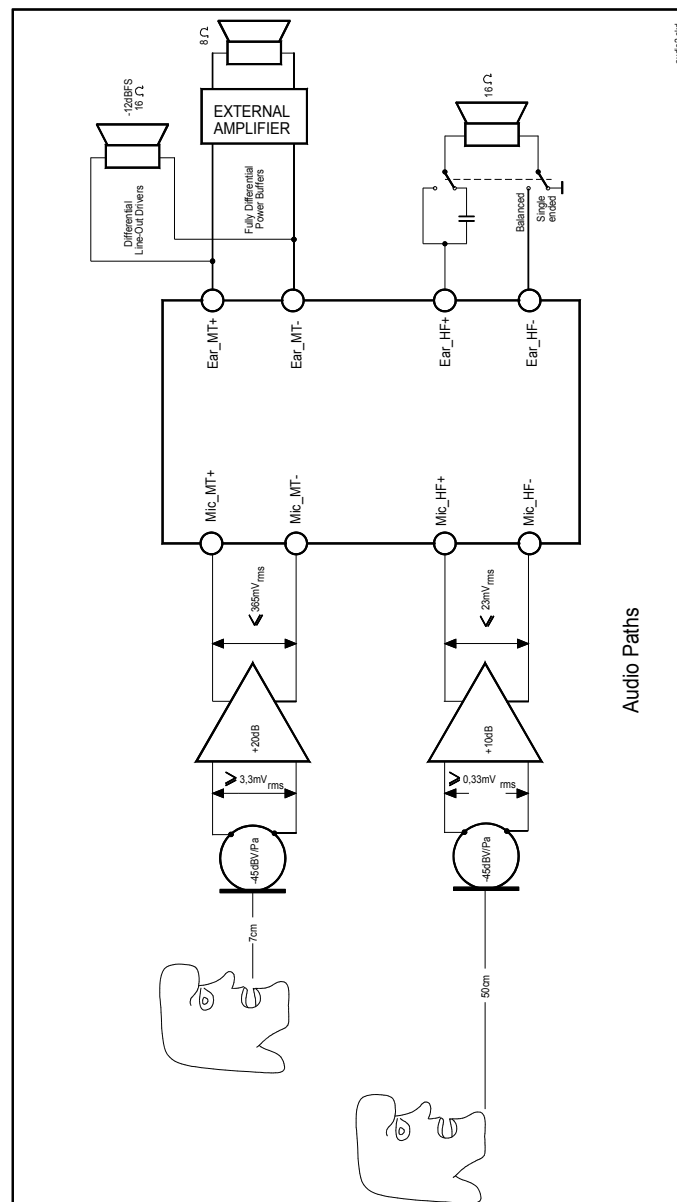 -12dBFS
16 Ω
8 Ω
EXTERNAL
AMPLIFIER
16 Ω
Differential
Line-Out Drivers
Fully Differential
Power Buffers
Balanced
Single
ended
Ear_MT+
Ear_MT-
Ear_HF+
Ear_HF-
Mic_MT+
Mic_MT-
Mic_HF+
Mic_HF-
≤ 365mVrms
≤ 23mVrms
+20dB
+10dB
≥ 3,3mVrms
≥ 0,33mVrms
-45dBV/Pa
-45dBV/Pa
7cm
50cm
Audio Paths